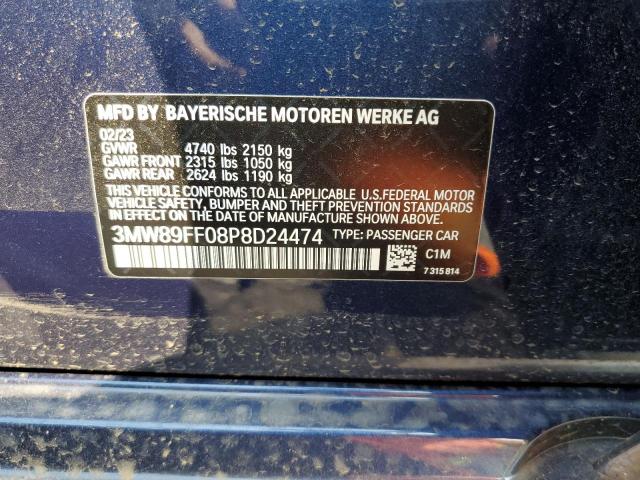 MFD BY BAYERISCHE MOTOREN WERKE AG
02/23
GVWR 4740 lbs 2150 kg
GAWR FRONT 2315 lbs 1050 kg
GAWR REAR 2624 lbs 1190 kg
THIS VEHICLE CONFORMS TO ALL APPLICABLE U.S.FEDERAL MOTOR
VEHICLE SAFETY, BUMPER AND THEFT PREVENTION STANDARDS
IN EFFECT ON THE DATE OF MANUFACTURE SHOWN ABOVE.
3MW89FF08P8D24474 TYPE: PASSENGER CAR
C1M
7 315 814